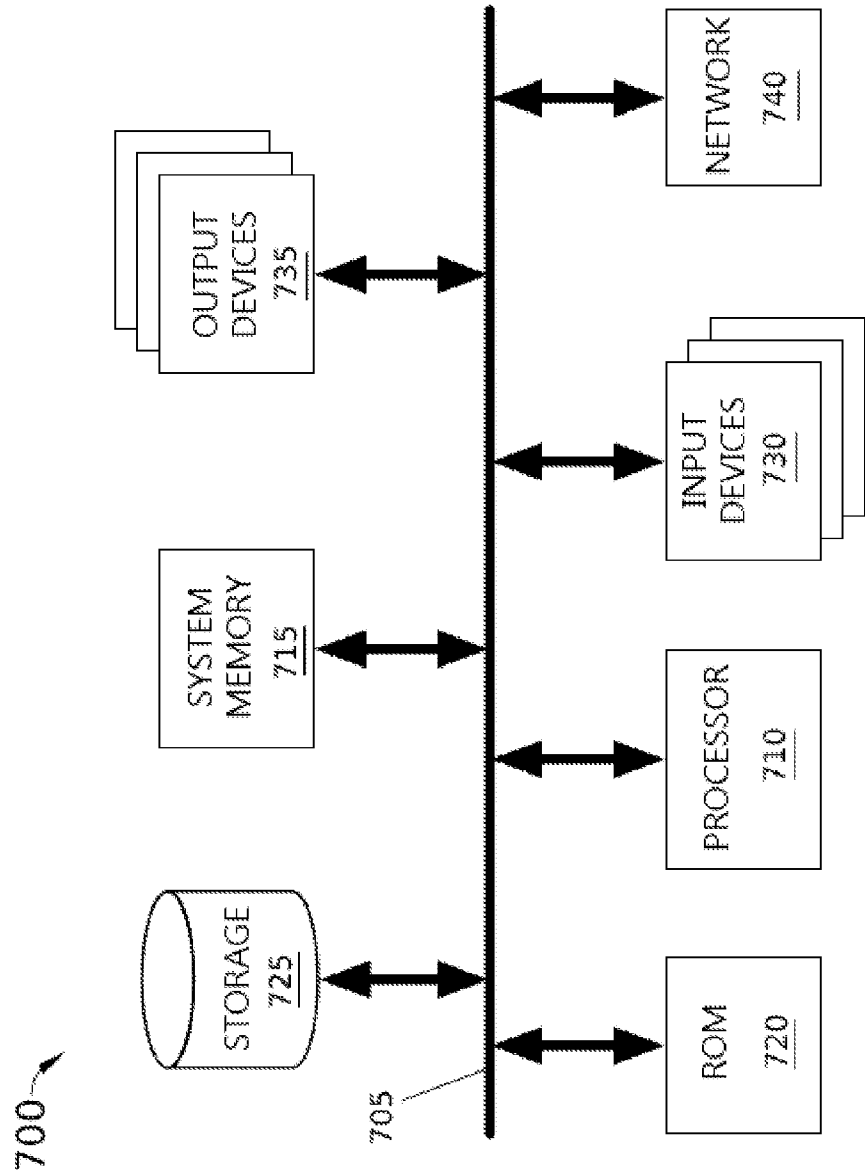 700
STORAGE
725
SYSTEM
MEMORY
715
OUTPUT
DEVICES
735
705
ROM
720
PROCESSOR
710
INPUT
DEVICES
730
NETWORK
740